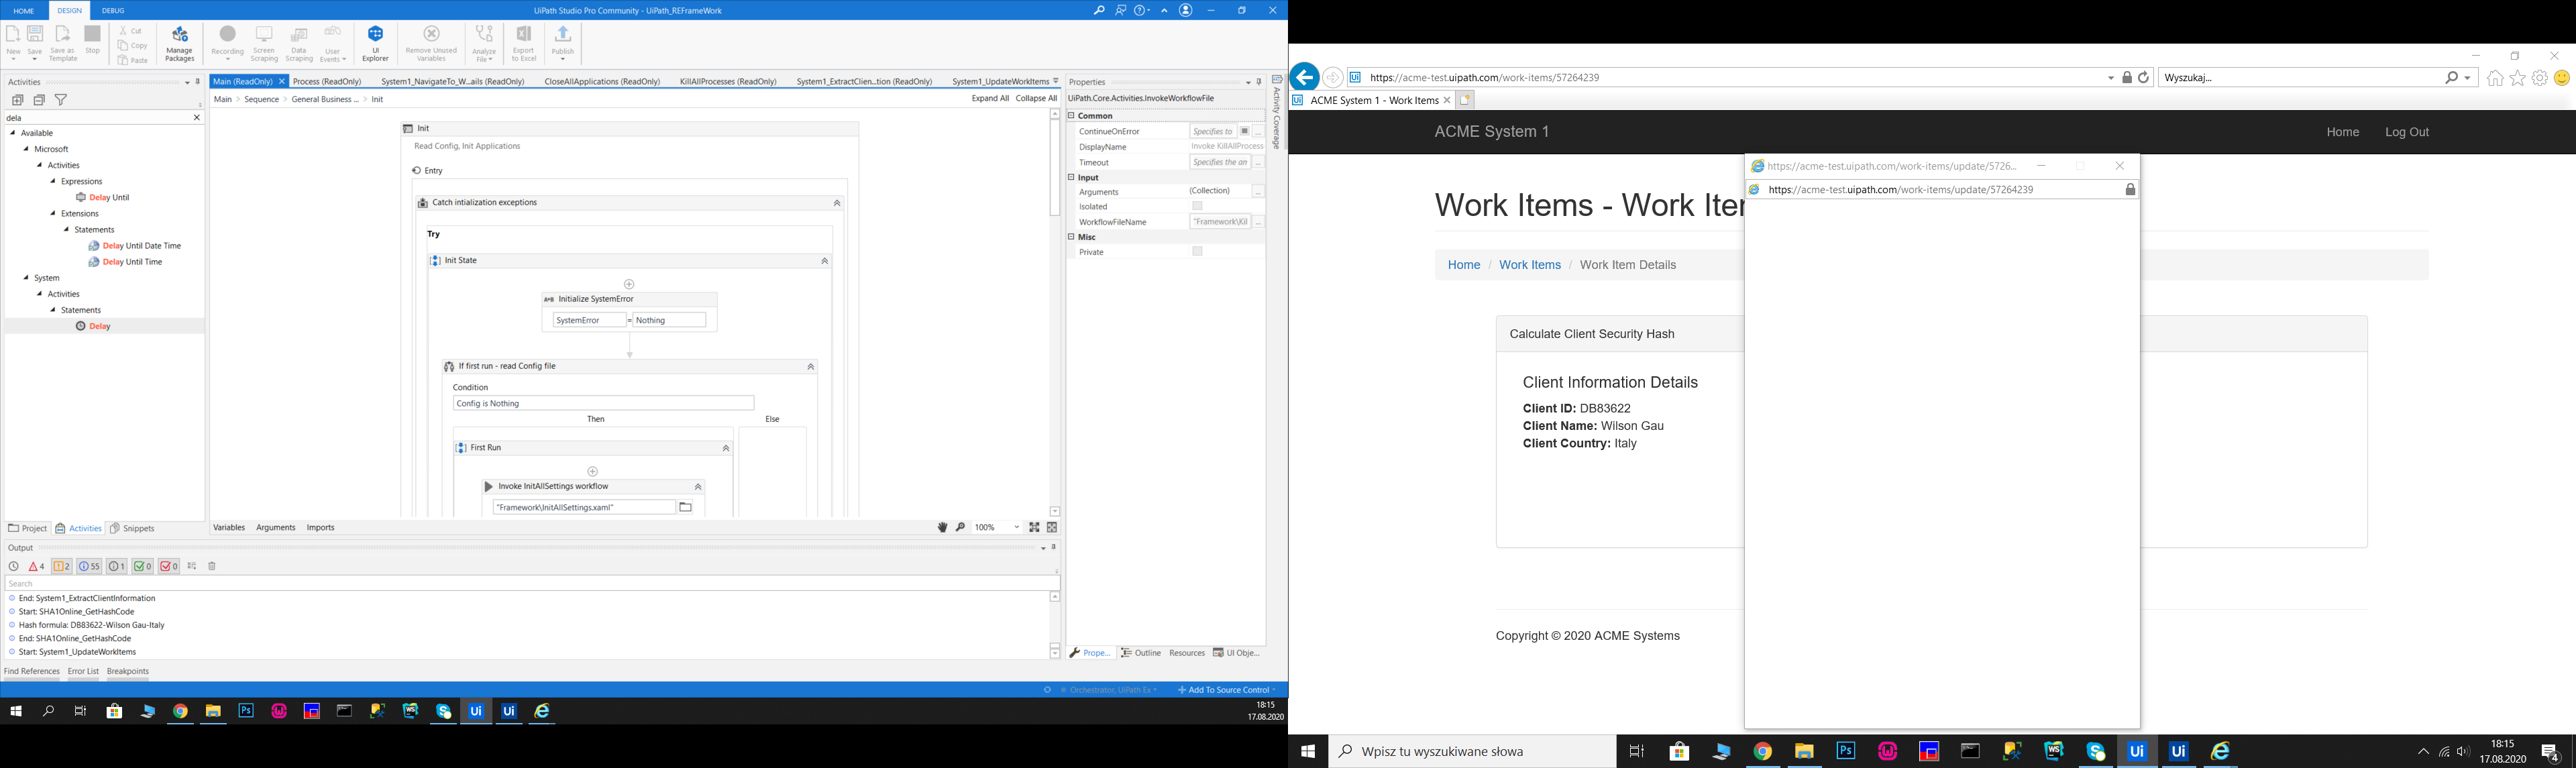 HOME DESIGN DEBUG
UiPath Studio Pro Community - UiPath_REFrameWork
New Save Save as Template Stop Cut Copy Paste Manage Packages Recording Screen Scraping Data Scraping User Events UI Explorer Remove Unused Variables Analyze File Export to Excel Publish
Activities
dela
Available
Microsoft
Activities
Expressions
Delay Until
Extensions
Statements
Delay Until Date Time
Delay Until Time
System
Activities
Statements
Delay
Project Activities Snippets
Main (ReadOnly) Process (ReadOnly) System1_NavigateTo_W...ails (ReadOnly) CloseAllApplications (ReadOnly) KillAllProcesses (ReadOnly) System1_ExtractClien...tion (ReadOnly) System1_UpdateWorkItems
Main > Sequence > General Business ... > Init
Expand All Collapse All
Init
Read Config, Init Applications
Entry
Catch intialization exceptions
Try
Init State
A*B Initialize SystemError
SystemError = Nothing
If first run - read Config file
Condition
Config is Nothing
Then Else
First Run
Invoke InitAllSettings workflow
"Framework\InitAllSettings.xaml"
Variables Arguments Imports
100%
Properties
UiPath.Core.Activities.InvokeWorkflowFile
Common
ContinueOnError Specifies to ...
DisplayName Invoke KillAllProcess
Timeout Specifies the an ...
Input
Arguments (Collection) ...
Isolated
WorkflowFileName "Framework\Kil ...
Misc
Private
Prope... Outline Resources UI Obje...
Activity Coverage
Output
4 2 55 1 0 0
Search
End: System1_ExtractClientInformation
Start: SHA1Online_GetHashCode
Hash formula: DB83622-Wilson Gau-Italy
End: SHA1Online_GetHashCode
Start: System1_UpdateWorkItems
Find References Error List Breakpoints
Orchestrator, UiPath Ex Add To Source Control
Ps WS Ui Ui
18:15
17.08.2020
https://acme-test.uipath.com/work-items/57264239
Wyszukaj...
Ui ACME System 1 - Work Items
ACME System 1
Home Log Out
Work Items - Work Iter
Home / Work Items / Work Item Details
Calculate Client Security Hash
Client Information Details
Client ID: DB83622
Client Name: Wilson Gau
Client Country: Italy
Copyright © 2020 ACME Systems
https://acme-test.uipath.com/work-items/update/5726...
https://acme-test.uipath.com/work-items/update/57264239
Wpisz tu wyszukiwane słowa
Ps WS Ui Ui
18:15
17.08.2020
4